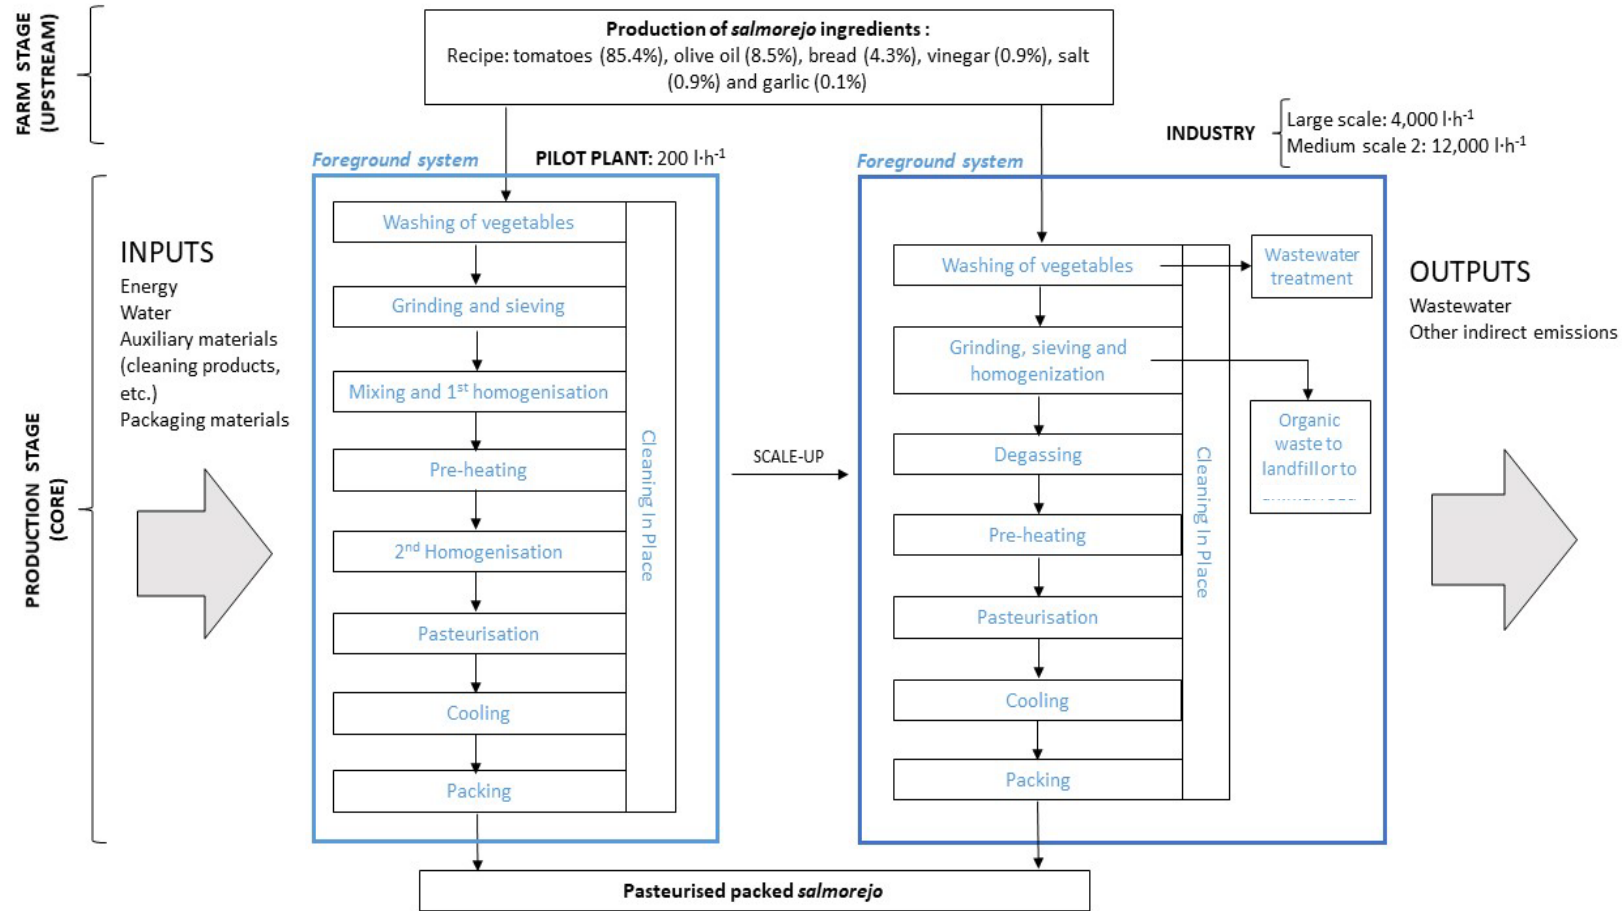 FARM STAGE
(UPSTREAM)
Production of salmorejo ingredients :
Recipe: tomatoes (85.4%), olive oil (8.5%), bread (4.3%), vinegar (0.9%), salt
(0.9%) and garlic (0.1%)
INDUSTRY
Large scale: 4,000 l·h-1
Medium scale 2: 12,000 l·h-1
Foreground system
PILOT PLANT: 200 l·h-1
Foreground system
PRODUCTION STAGE
(CORE)
INPUTS
Energy
Water
Auxiliary materials
(cleaning products,
etc.)
Packaging materials
Washing of vegetables
Grinding and sieving
Mixing and 1st homogenisation
Pre-heating
2nd Homogenisation
Pasteurisation
Cooling
Packing
Cleaning In Place
SCALE-UP
Washing of vegetables
Grinding, sieving and
homogenization
Degassing
Pre-heating
Pasteurisation
Cooling
Packing
Cleaning In Place
Wastewater
treatment
Organic
waste to
landfill or to
OUTPUTS
Wastewater
Other indirect emissions
Pasteurised packed salmorejo